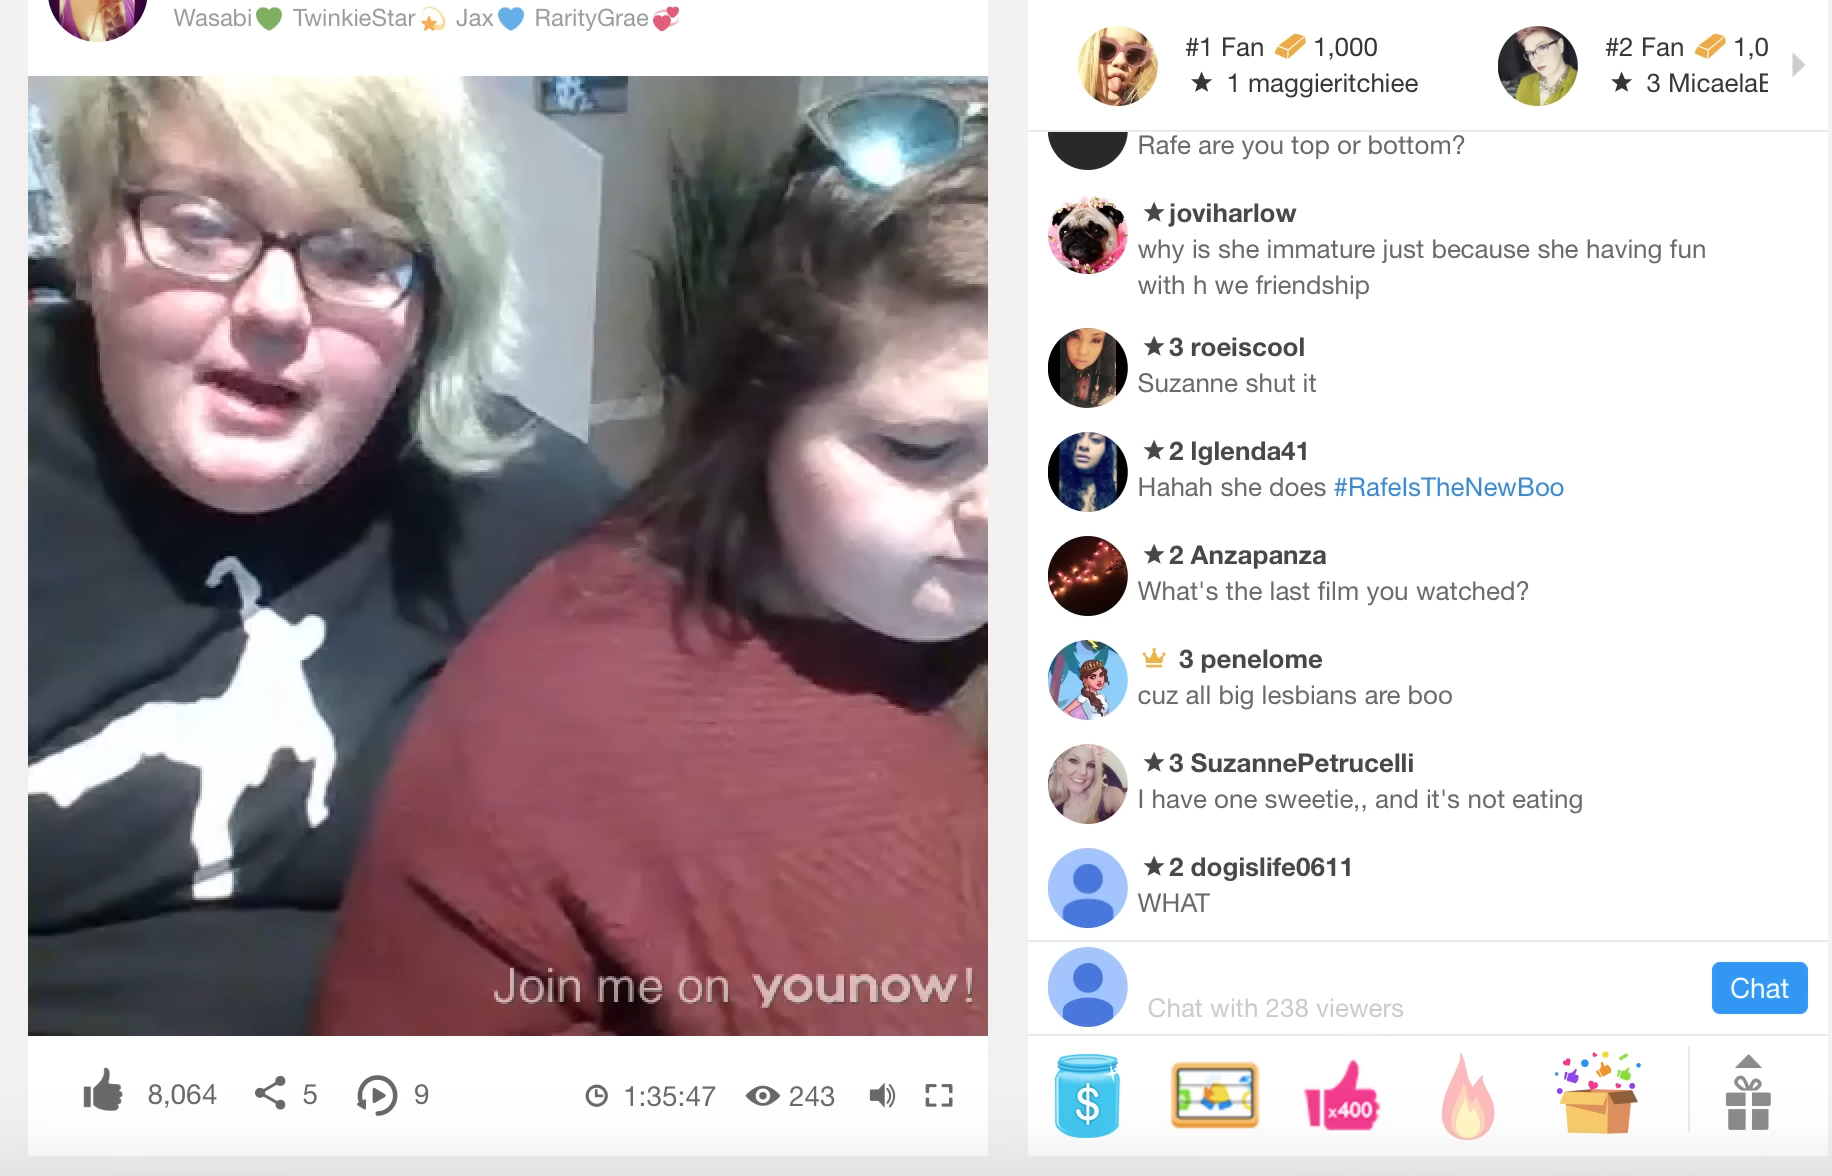 Wasabi💚 TwinkieStar💫 Jax💙 RarityGrae💞
Join me on younow!
8,064
5
9
1:35:47
243
#1 Fan 1,000
★ 1 maggieritchiee
#2 Fan 1,0
★ 3 MicaelaE
Rafe are you top or bottom?
★ joviharlow
why is she immature just because she having fun
with h we friendship
★ 3 roeiscool
Suzanne shut it
★ 2 lglenda41
Hahah she does #RafeIsTheNewBoo
★ 2 Anzapanza
What's the last film you watched?
3 penelome
cuz all big lesbians are boo
★ 3 SuzannePetrucelli
I have one sweetie,, and it's not eating
★ 2 dogislife0611
WHAT
Chat with 238 viewers
Chat
$
x400